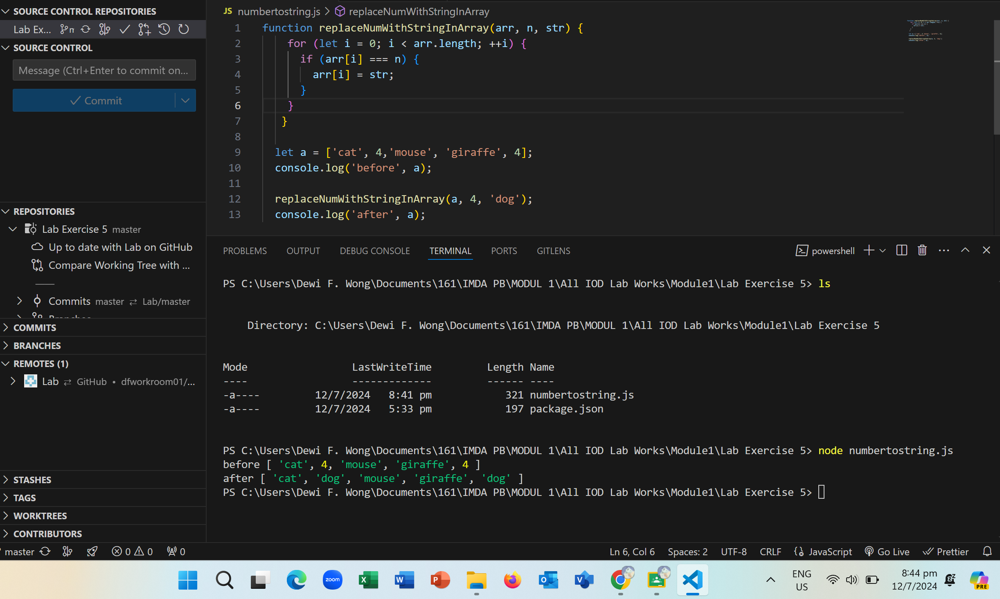 SOURCE CONTROL REPOSITORIES
Lab Ex...
SOURCE CONTROL
Message (Ctrl+Enter to commit on...
Commit
REPOSITORIES
Lab Exercise 5 master
Up to date with Lab on GitHub
Compare Working Tree with ...
Commits master ⇄ Lab/master
Branches
COMMITS
BRANCHES
REMOTES (1)
Lab ⇄ GitHub • dfworkroom01/...
STASHES
TAGS
WORKTREES
CONTRIBUTORS
JS numbertostring.js > replaceNumWithStringInArray
1 function replaceNumWithStringInArray(arr, n, str) {
2 for (let i = 0; i < arr.length; ++i) {
3 if (arr[i] === n) {
4 arr[i] = str;
5 }
6 }
7 }
8
9 let a = ['cat', 4,'mouse', 'giraffe', 4];
10 console.log('before', a);
11
12 replaceNumWithStringInArray(a, 4, 'dog');
13 console.log('after', a);
PROBLEMS OUTPUT DEBUG CONSOLE TERMINAL PORTS GITLENS powershell
PS C:\Users\Dewi F. Wong\Documents\161\IMDA PB\MODUL 1\All IOD Lab Works\Module1\Lab Exercise 5> ls
Directory: C:\Users\Dewi F. Wong\Documents\161\IMDA PB\MODUL 1\All IOD Lab Works\Module1\Lab Exercise 5
Mode LastWriteTime Length Name
---- ------------- ------ ----
-a---- 12/7/2024 8:41 pm 321 numbertostring.js
-a---- 12/7/2024 5:33 pm 197 package.json
PS C:\Users\Dewi F. Wong\Documents\161\IMDA PB\MODUL 1\All IOD Lab Works\Module1\Lab Exercise 5> node numbertostring.js
before [ 'cat', 4, 'mouse', 'giraffe', 4 ]
after [ 'cat', 'dog', 'mouse', 'giraffe', 'dog' ]
PS C:\Users\Dewi F. Wong\Documents\161\IMDA PB\MODUL 1\All IOD Lab Works\Module1\Lab Exercise 5>
master 0 0 0 Ln 6, Col 6 Spaces: 2 UTF-8 CRLF JavaScript Go Live Prettier
zoom
ENG
US
8:44 pm
12/7/2024
PRE